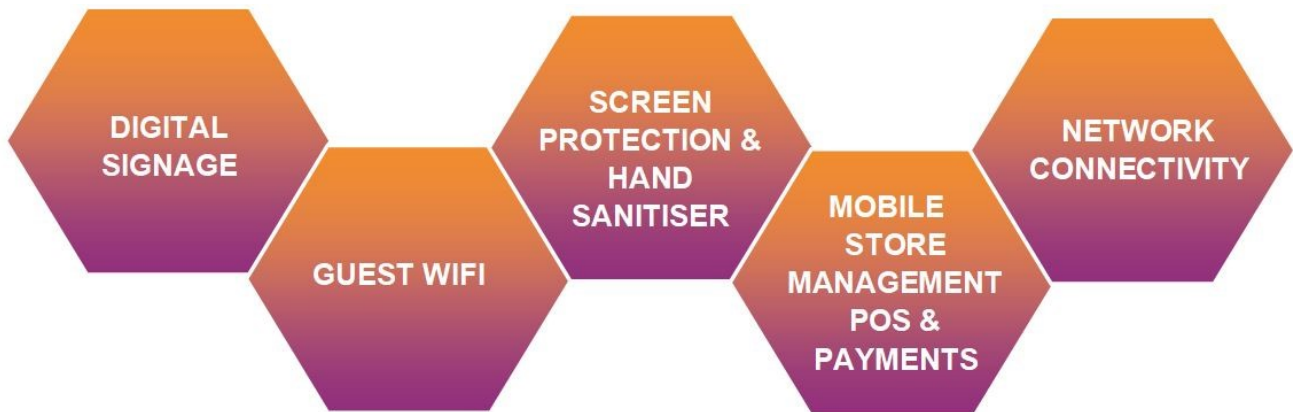 DIGITAL
SIGNAGE
GUEST WIFI
SCREEN
PROTECTION &
HAND
SANITISER
MOBILE
STORE
MANAGEMENT
POS &
PAYMENTS
NETWORK
CONNECTIVITY